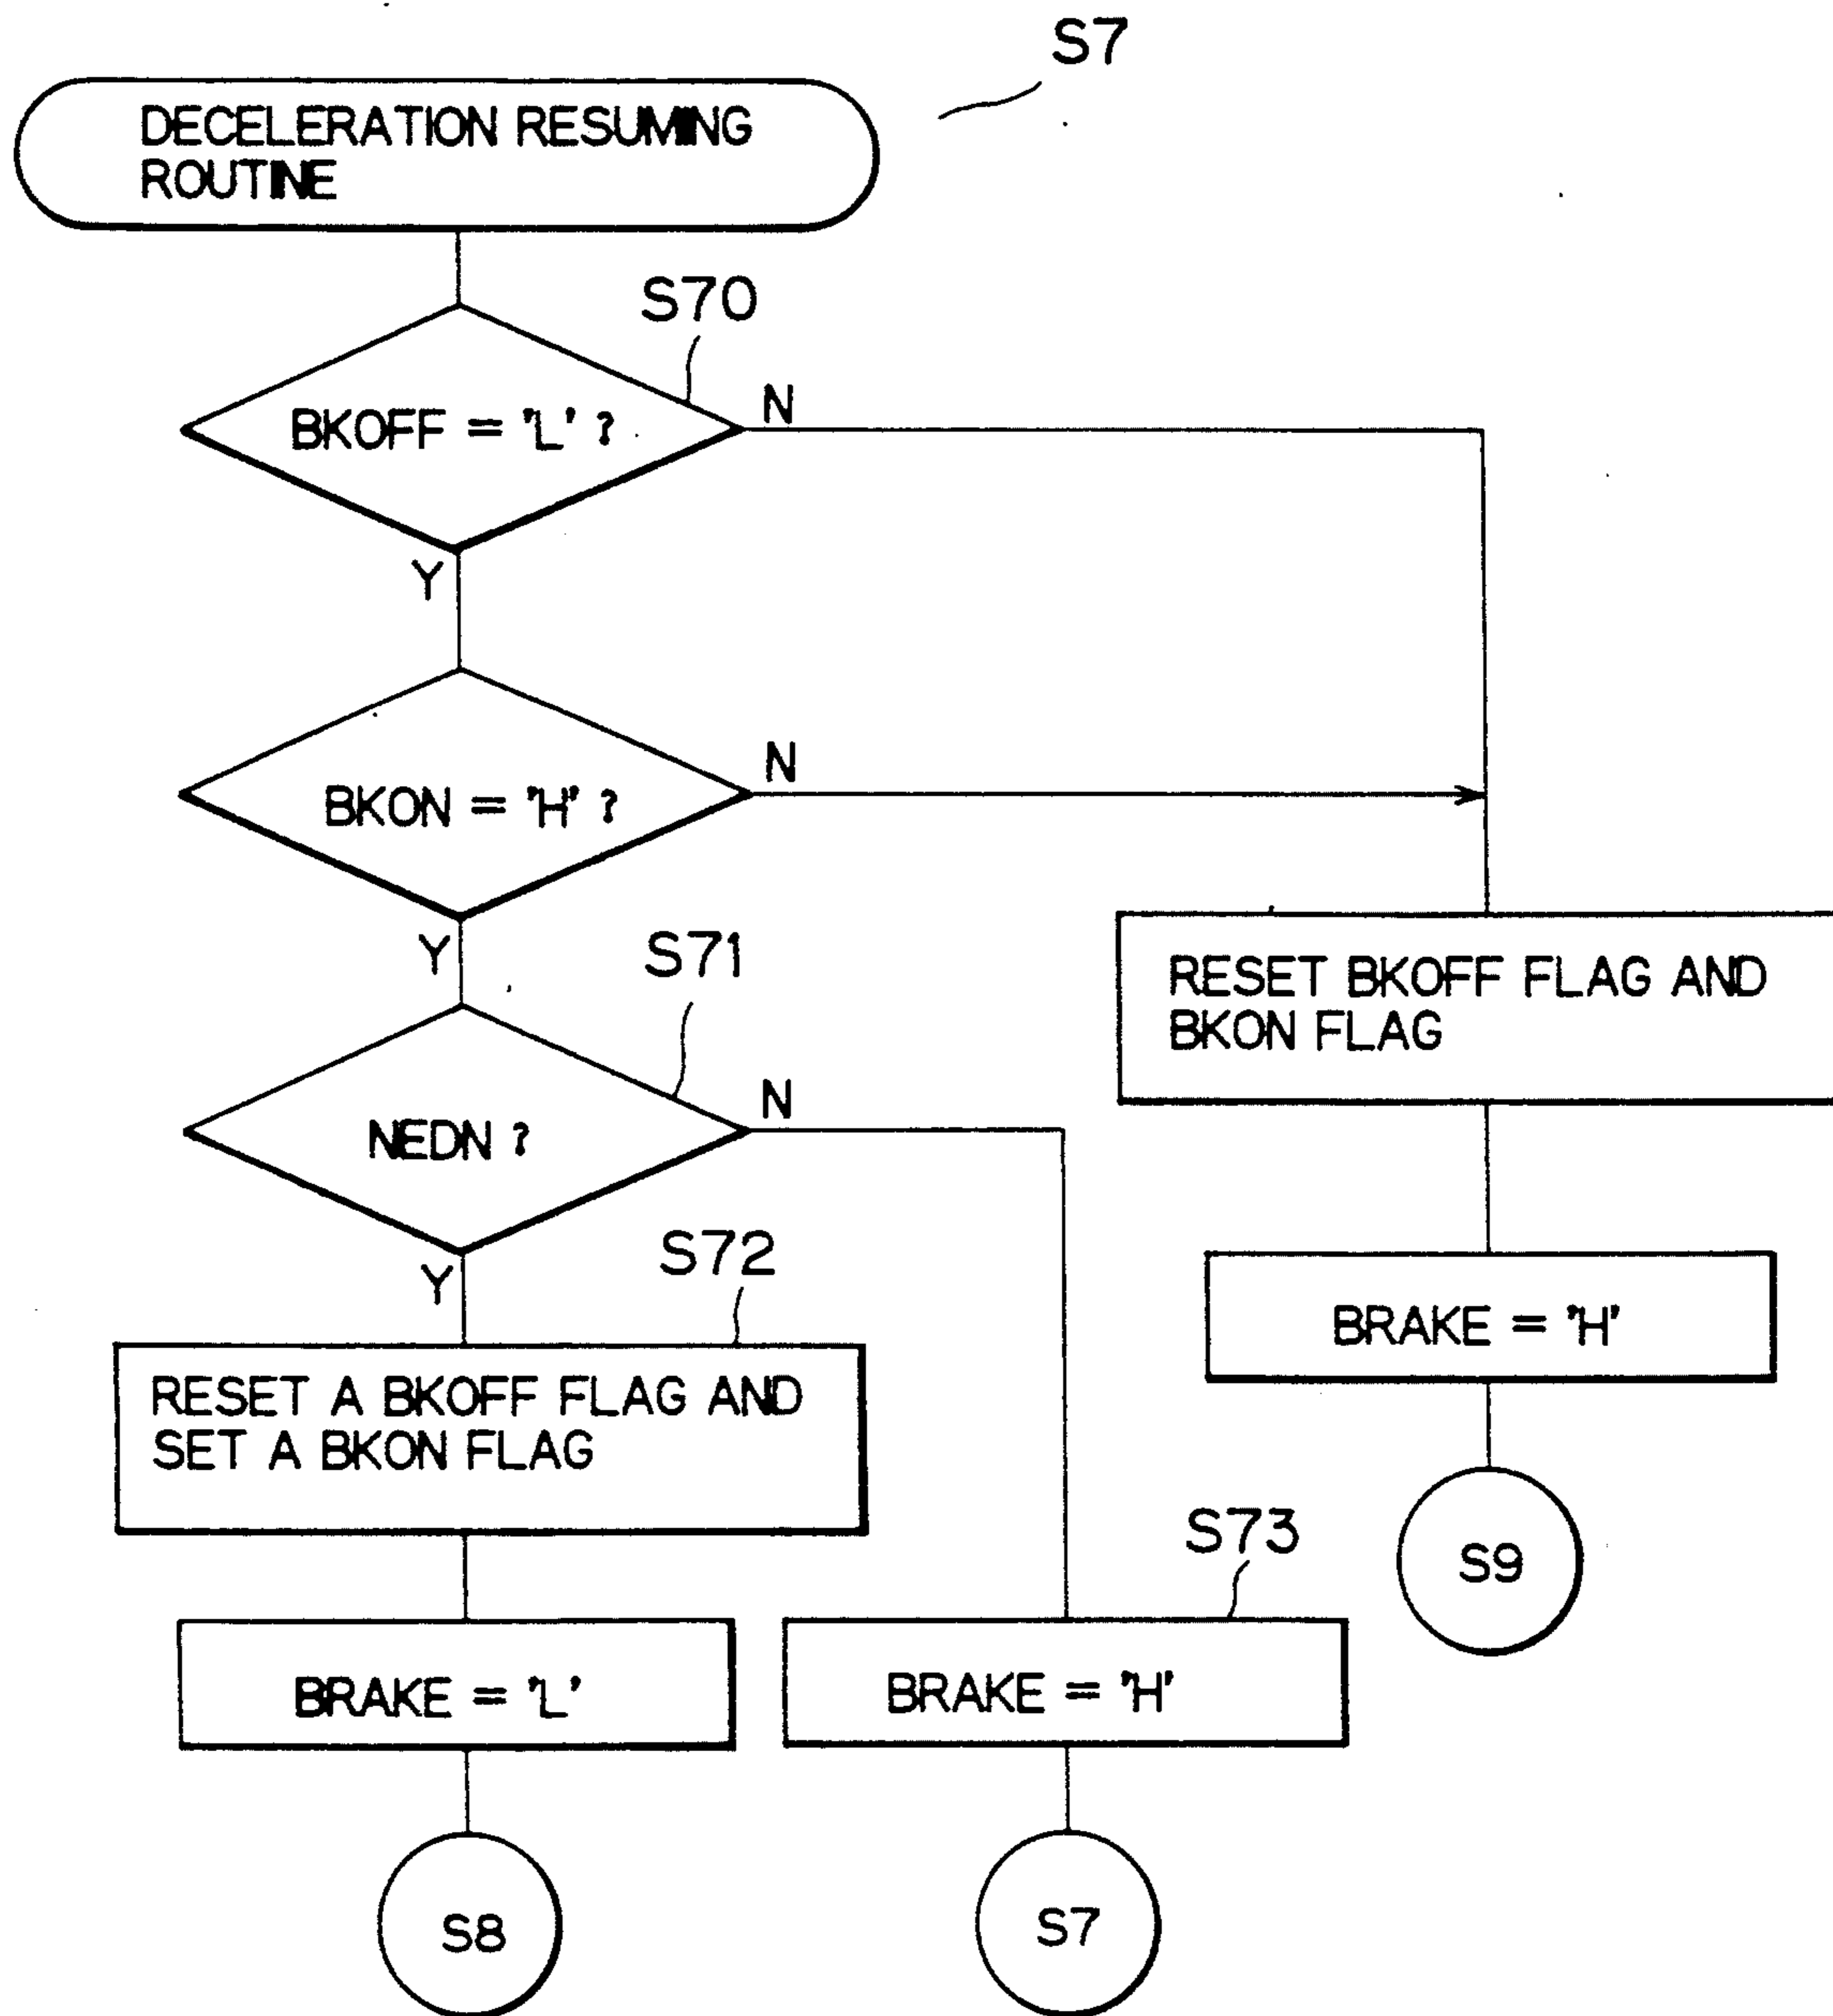 S7
DECELERATION RESUMING
ROUTINE
S70
BKOFF = 'L' ?
N
Y
BKON = 'H' ?
N
Y
S71
RESET BKOFF FLAG AND
BKON FLAG
NEDN ?
N
Y
S72
BRAKE = 'H'
RESET A BKOFF FLAG AND
SET A BKON FLAG
S73
S9
BRAKE = 'L'
BRAKE = 'H'
S8
S7